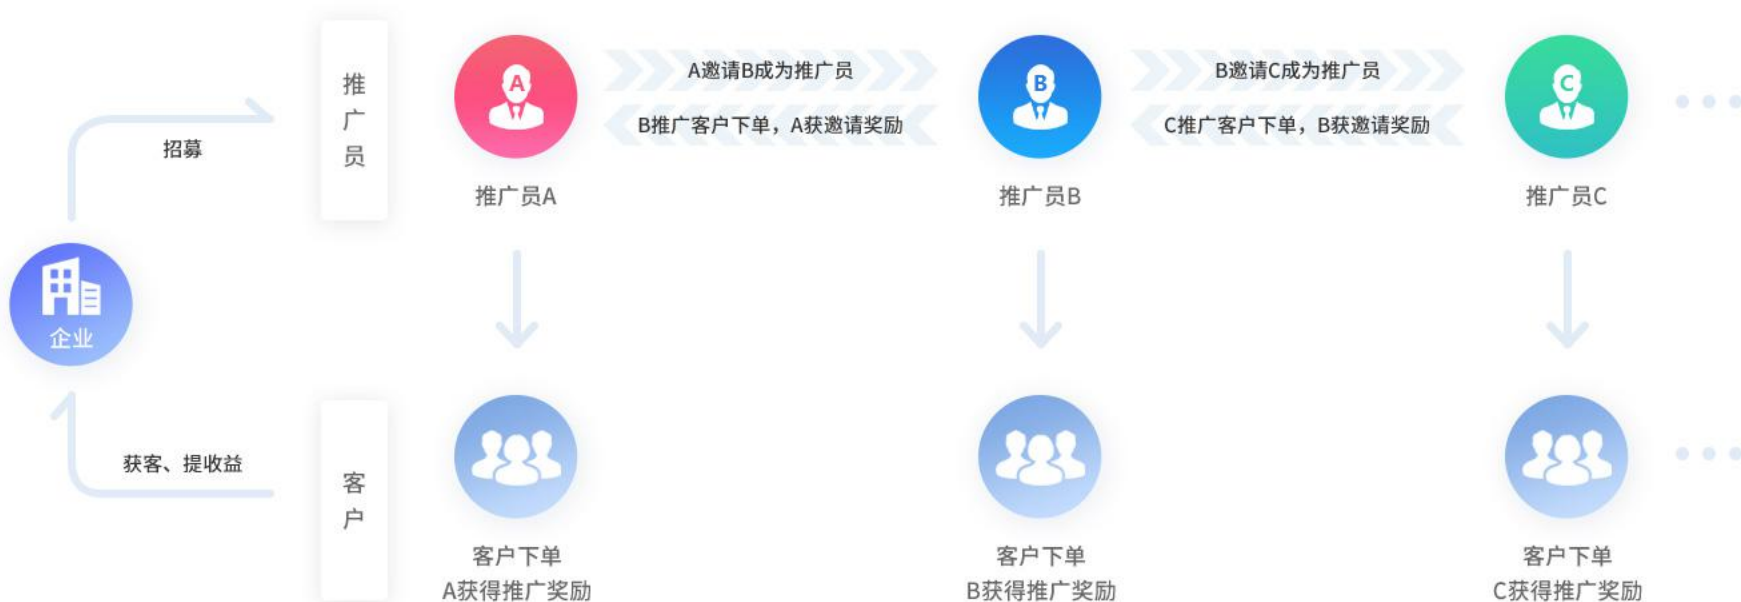 推广员
A
A邀请B成为推广员
B推广客户下单，A获邀请奖励
B
B邀请C成为推广员
C推广客户下单，B获邀请奖励
C
推广员A
推广员B
推广员C
招募
企业
获客、提收益
客户
客户下单
A获得推广奖励
客户下单
B获得推广奖励
客户下单
C获得推广奖励